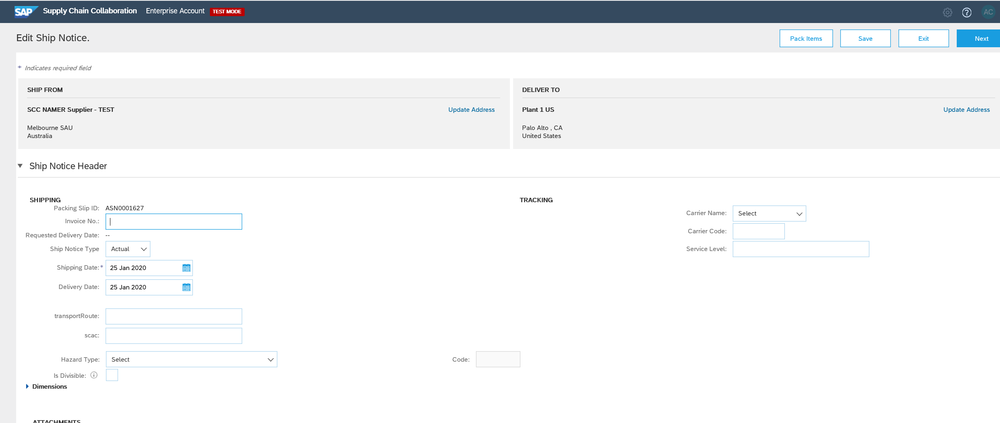 SAP Supply Chain Collaboration Enterprise Account TEST MODE AC
Edit Ship Notice. Pack Items Save Exit Next
* Indicates required field
SHIP FROM
SCC NAMER Supplier - TEST Update Address
Melbourne SAU
Australia
DELIVER TO
Plant 1 US Update Address
Palo Alto , CA
United States
Ship Notice Header
SHIPPING
Packing Slip ID: ASN0001627
Invoice No.:
Requested Delivery Date: --
Ship Notice Type Actual
Shipping Date:* 25 Jan 2020
Delivery Date: 25 Jan 2020
transportRoute:
scac:
Hazard Type: Select Code:
Is Divisible:
Dimensions
TRACKING
Carrier Name: Select
Carrier Code:
Service Level:
ATTACHMENTS